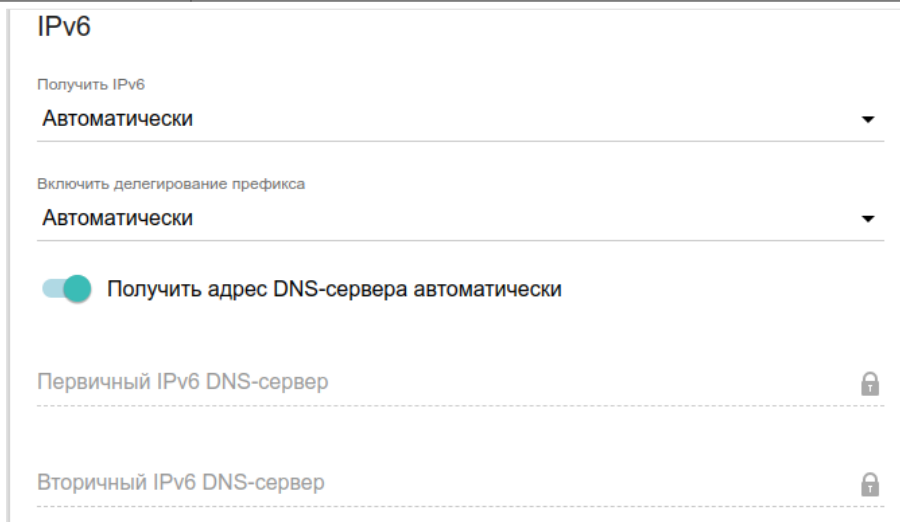 IPv6
Получить IPv6
Автоматически
Включить делегирование префикса
Автоматически
Получить адрес DNS-сервера автоматически
Первичный IPv6 DNS-сервер
Вторичный IPv6 DNS-сервер